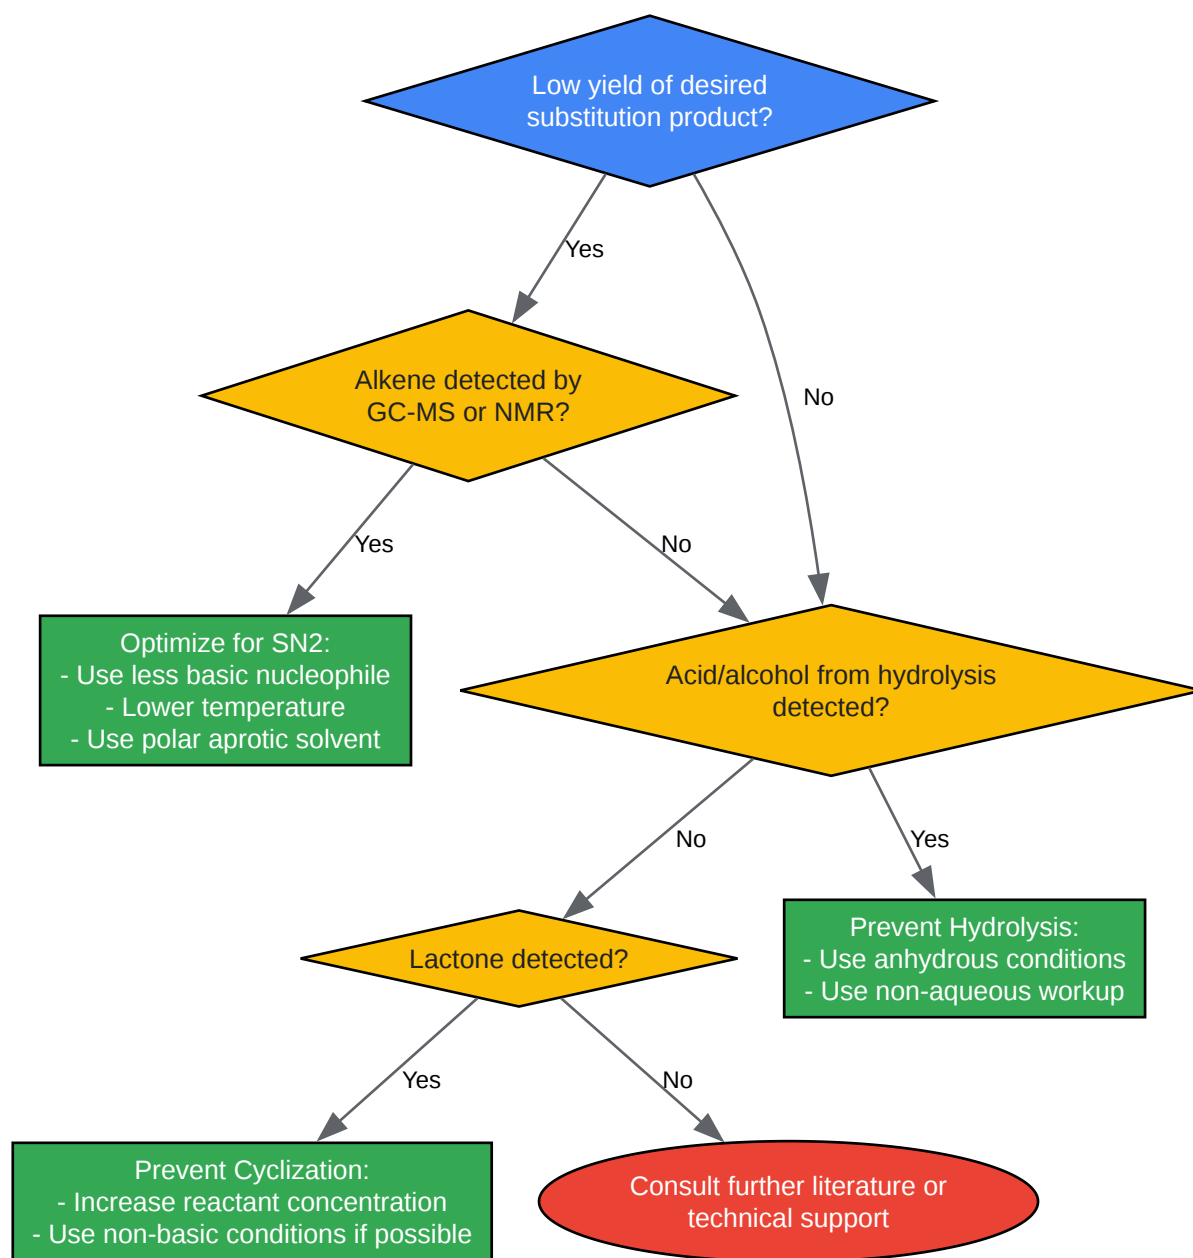 Low yield of desired
substitution product?
Yes
No
Alkene detected by
GC-MS or NMR?
Yes
No
Optimize for SN2:
- Use less basic nucleophile
- Lower temperature
- Use polar aprotic solvent
Acid/alcohol from hydrolysis
detected?
No
Yes
Lactone detected?
Prevent Hydrolysis:
- Use anhydrous conditions
- Use non-aqueous workup
Yes
No
Prevent Cyclization:
- Increase reactant concentration
- Use non-basic conditions if possible
Consult further literature or
technical support